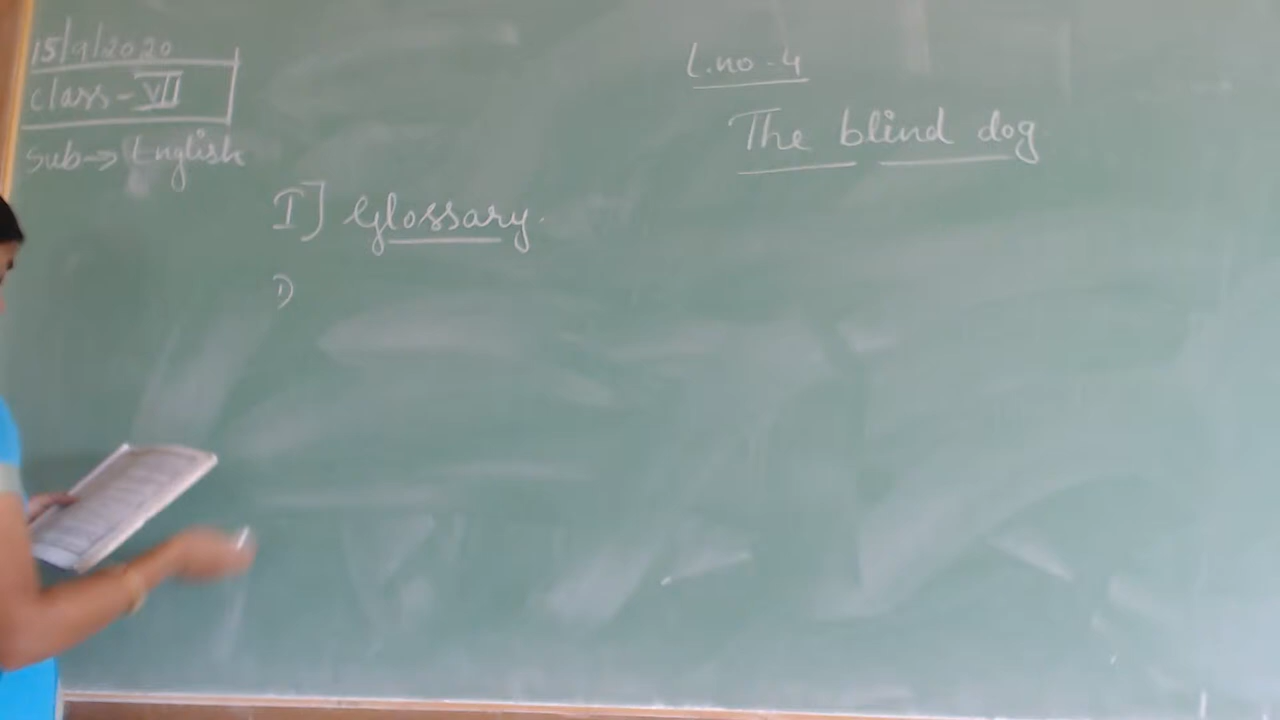 15/9/2020
Class - VII
Sub → English
L.no - 4
The blind dog
I] Glossary.
1)